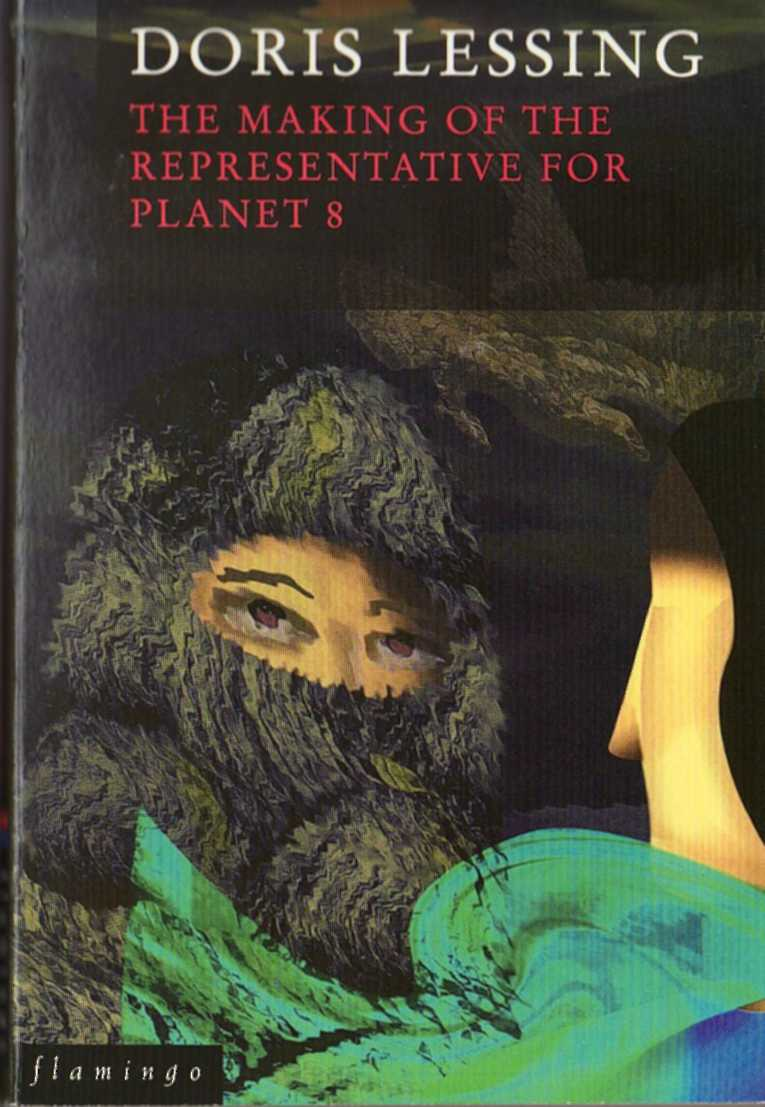 DORIS LESSING
THE MAKING OF THE
REPRESENTATIVE FOR
PLANET 8
flamingo